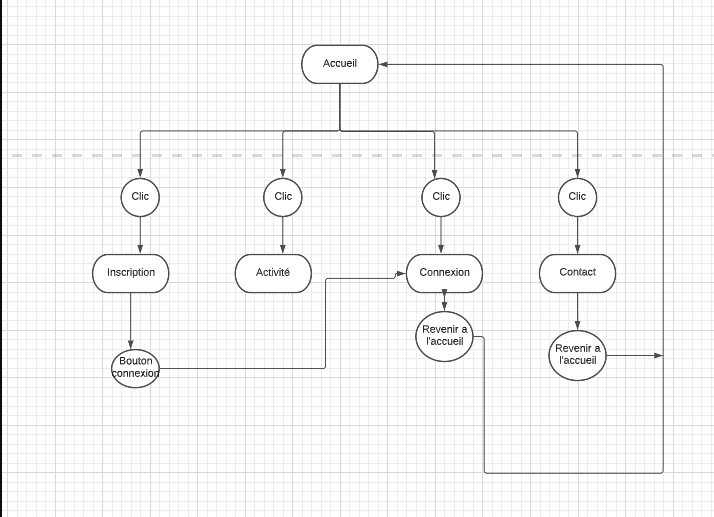 Accueil
Clic
Clic
Clic
Clic
Inscription
Activité
Connexion
Contact
Revenir a
l'accueil
Revenir a
l'accueil
Bouton
connexion